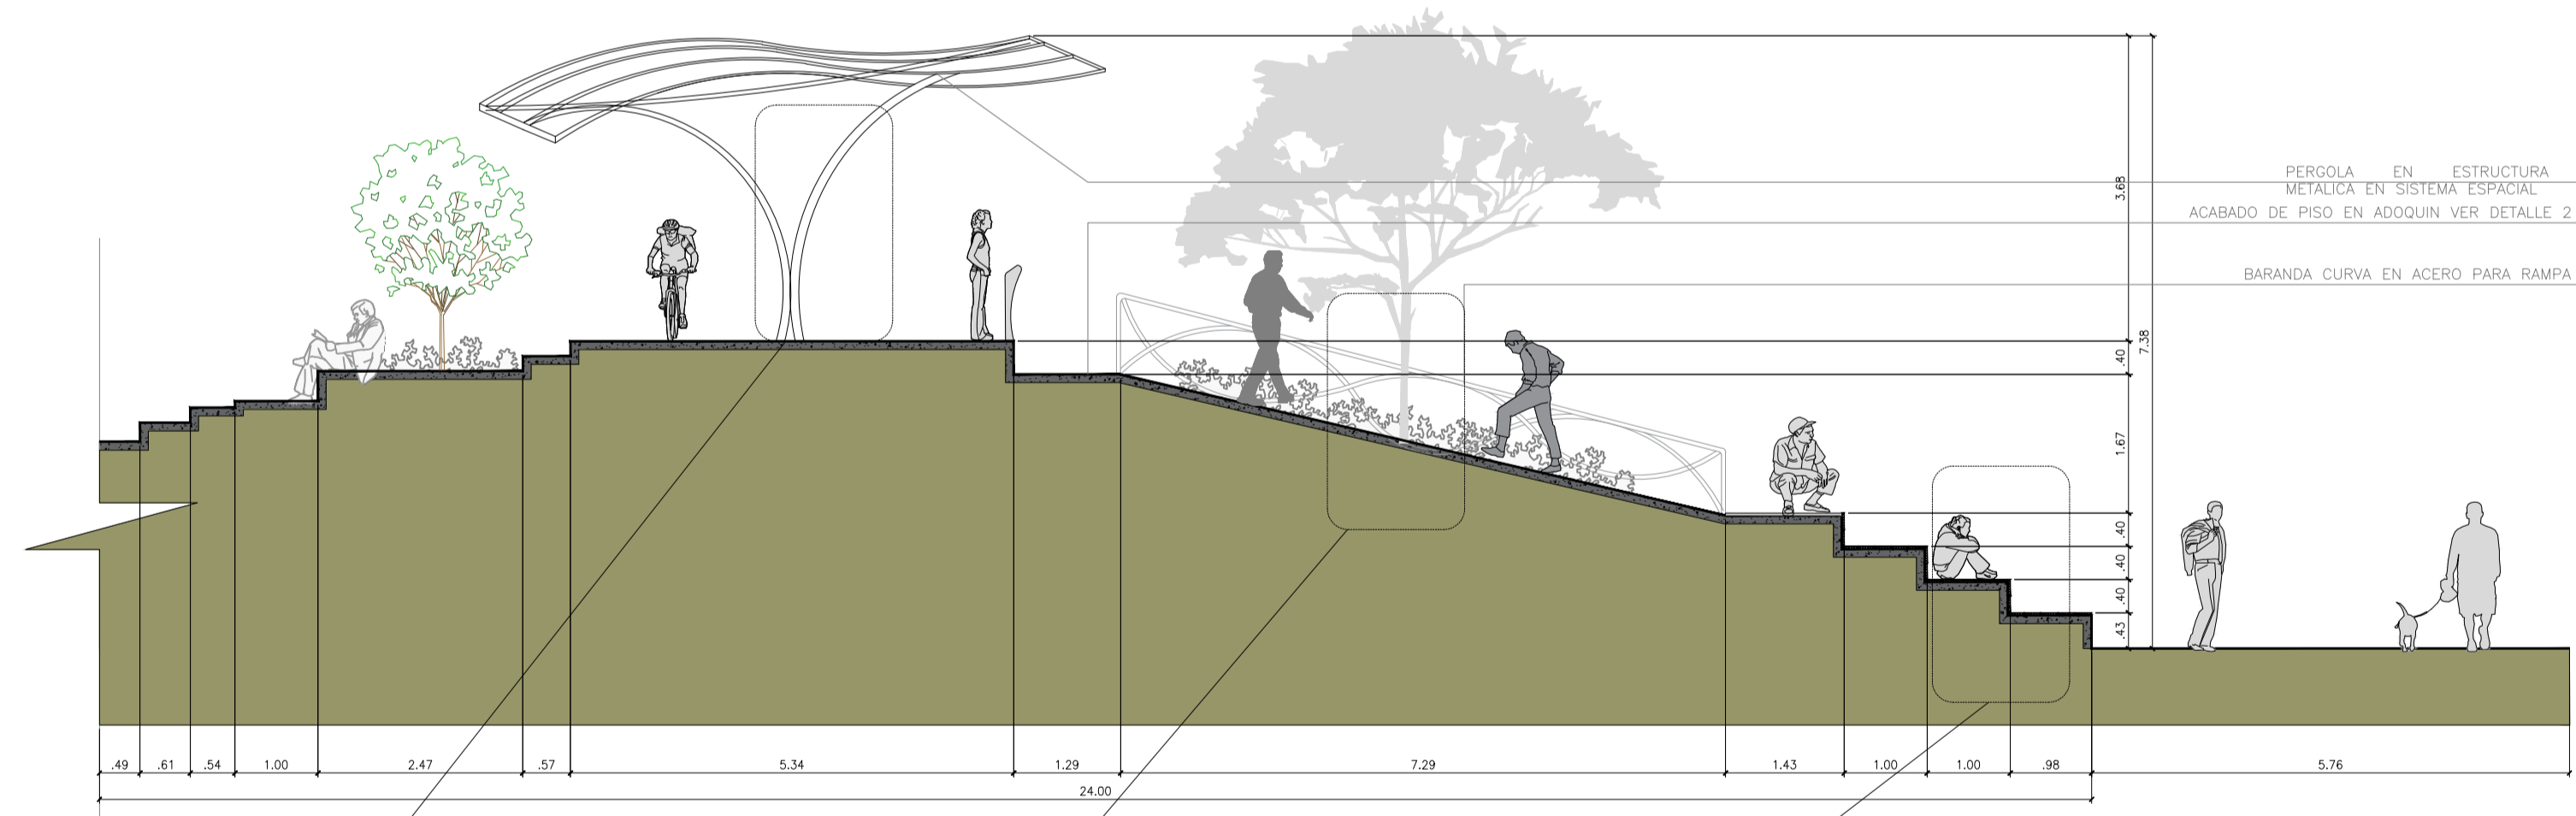 PERGOLA EN ESTRUCTURA
METALICA EN SISTEMA ESPACIAL
ACABADO DE PISO EN ADOQUIN VER DETALLE 2
BARANDA CURVA EN ACERO PARA RAMPA
3.68
7.38
.40
1.67
.40
.40
.40
.43
.49 .61 .54 1.00 2.47 .57 5.34 1.29 7.29 1.43 1.00 1.00 .98 5.76
24.00